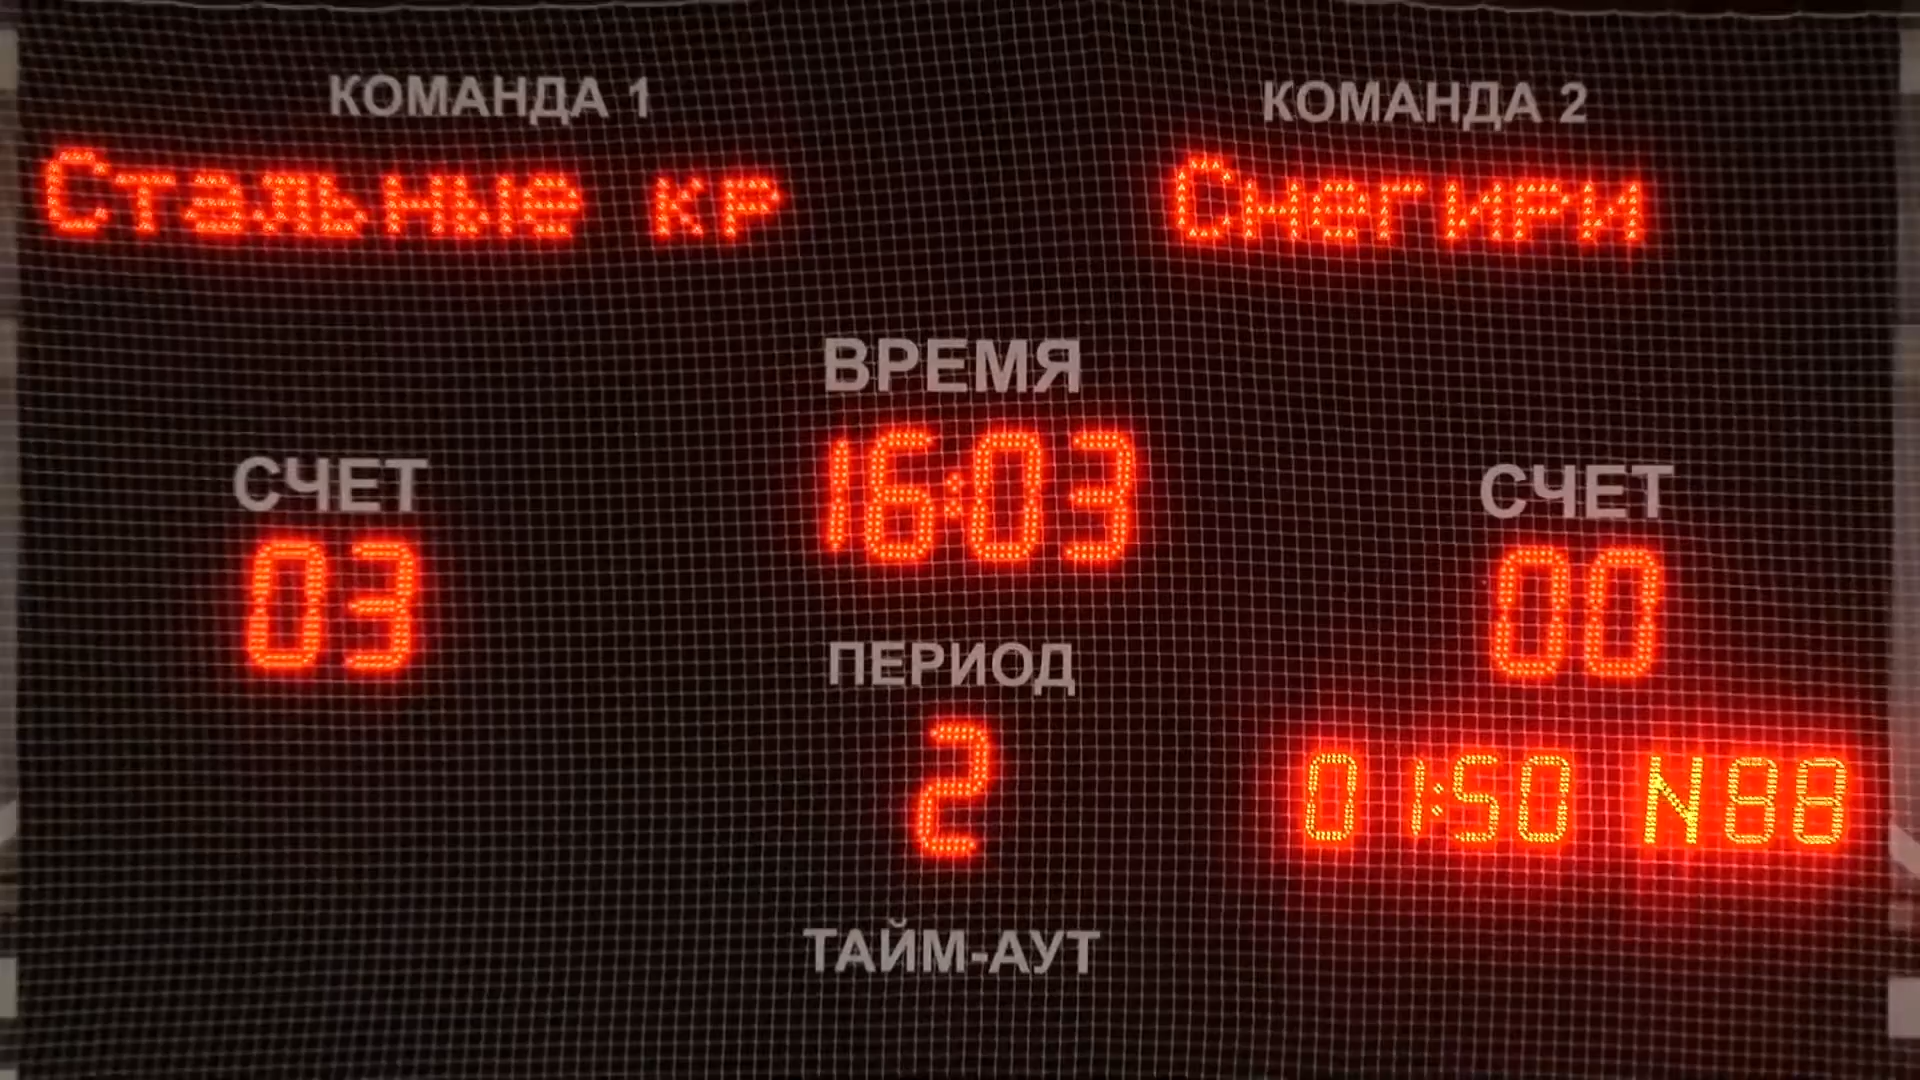 КОМАНДА 1
КОМАНДА 2
Стальные кр
Снегири
ВРЕМЯ
16:03
СЧЕТ
СЧЕТ
03
00
ПЕРИОД
2
01:50 N88
ТАЙМ-АУТ